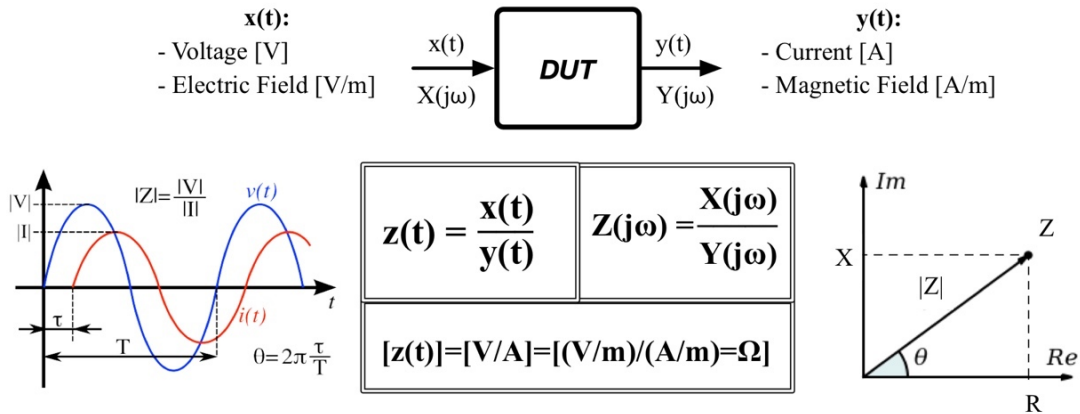 x(t):
- Voltage [V]
- Electric Field [V/m]
x(t)
X(jω)
DUT
y(t)
Y(jω)
y(t):
- Current [A]
- Magnetic Field [A/m]
|V|
|I|
|Z|=|V|/|I|
v(t)
i(t)
t
τ
T
θ=2π τ/T
z(t) = x(t)/y(t)
Z(jω) = X(jω)/Y(jω)
[z(t)]=[V/A]=[(V/m)/(A/m)=Ω]
Im
X
Z
|Z|
θ
Re
R